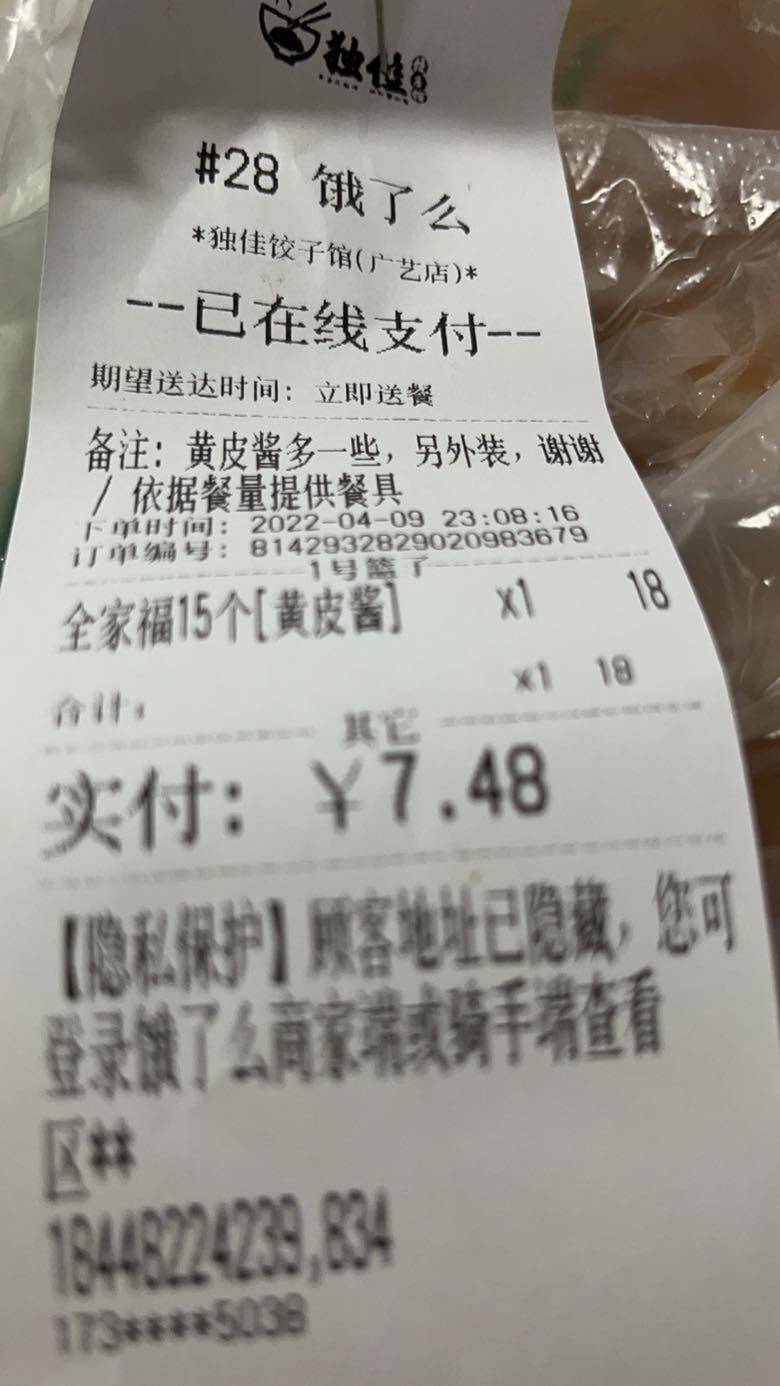 独佳
#28 饿了么
*独佳饺子馆(广艺店)*
--已在线支付--
期望送达时间: 立即送餐
备注: 黄皮酱多一些, 另外装, 谢谢
/ 依据餐量提供餐具
下单时间: 2022-04-09 23:08:16
订单编号: 8142932829020983679
1号篮子
全家福15个[黄皮酱] x1 18
合计: x1 18
其它
实付: ￥7.48
【隐私保护】顾客地址已隐藏, 您可
登录饿了么商家端或骑手端查看
区**
18448224239,834
173****5038